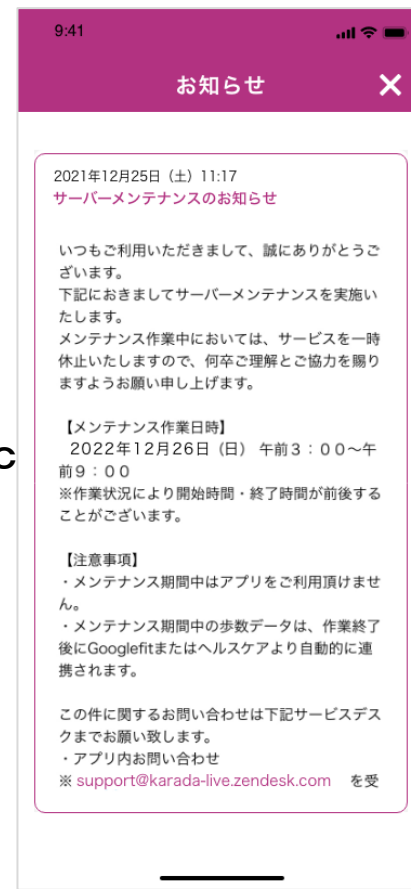 9:41
お知らせ
2021年12月25日（土）11:17
サーバーメンテナンスのお知らせ
いつもご利用いただきまして、誠にありがとうご
ざいます。
下記におきましてサーバーメンテナンスを実施い
たします。
メンテナンス作業中においては、サービスを一時
休止いたしますので、何卒ご理解とご協力を賜り
ますようお願い申し上げます。
【メンテナンス作業日時】
2022年12月26日（日） 午前３：００〜午
前９：００
※作業状況により開始時間・終了時間が前後する
ことがございます。
【注意事項】
・メンテナンス期間中はアプリをご利用頂けませ
ん。
・メンテナンス期間中の歩数データは、作業終了
後にGooglefitまたはヘルスケアより自動的に連
携されます。
この件に関するお問い合わせは下記サービスデス
クまでお願い致します。
・アプリ内お問い合わせ
※ support@karada-live.zendesk.com を受